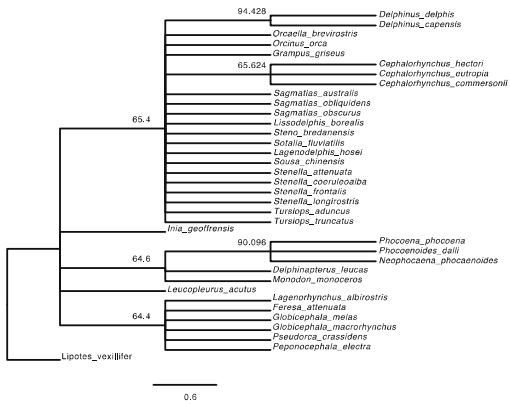 94.428
Delphinus_delphis
Delphinus_capensis
Orcaella_brevirostris
Orcinus_orca
Grampus_griseus
65.624
Cephalorhynchus_hectori
Cephalorhynchus_eutropia
Cephalorhynchus_commersonii
Sagmatias_australis
Sagmatias_obliquidens
65.4
Sagmatias_obscurus
Lissodelphis_borealis
Steno_bredanensis
Sotalia_fluviatilis
Lagenodelphis_hosei
Sousa_chinensis
Stenella_attenuata
Stenella_coeruleoalba
Stenella_frontalis
Stenella_longirostris
Tursiops_aduncus
Tursiops_truncatus
Inia_geoffrensis
90.096
Phocoena_phocoena
Phocoenoides_dalli
64.6
Neophocaena_phocaenoides
Delphinapterus_leucas
Monodon_monoceros
Leucopleurus_acutus
Lagenorhynchus_albirostris
Feresa_attenuata
64.4
Globicephala_melas
Globicephala_macrorhynchus
Pseudorca_crassidens
Peponocephala_electra
Lipotes_vexillifer
0.6